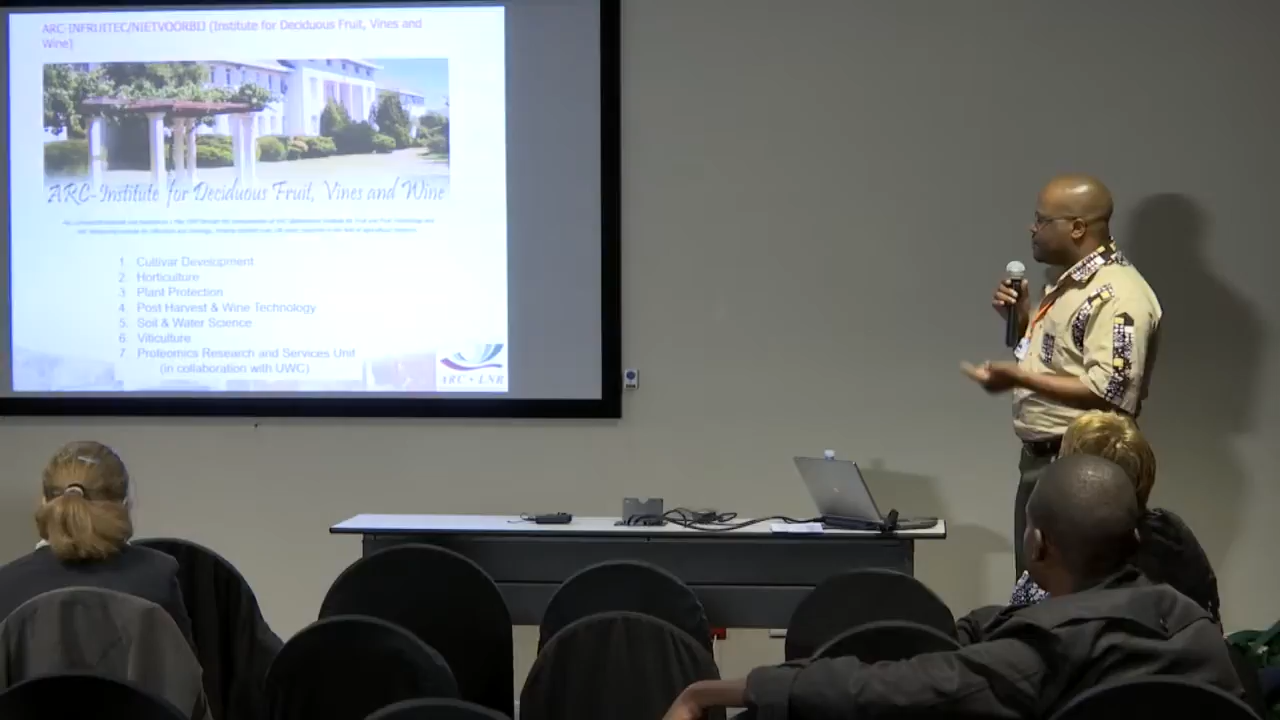 ARC-INFRUITEC/NIETVOORBIJ (Institute for Deciduous Fruit, Vines and
Wine)
ARC-Institute for Deciduous Fruit, Vines and Wine
1. Cultivar Development
2. Horticulture
3. Plant Protection
4. Post Harvest & Wine Technology
5. Soil & Water Science
6. Viticulture
7. Proteomics Research and Services Unit
(in collaboration with UWC)
ARC • LNR